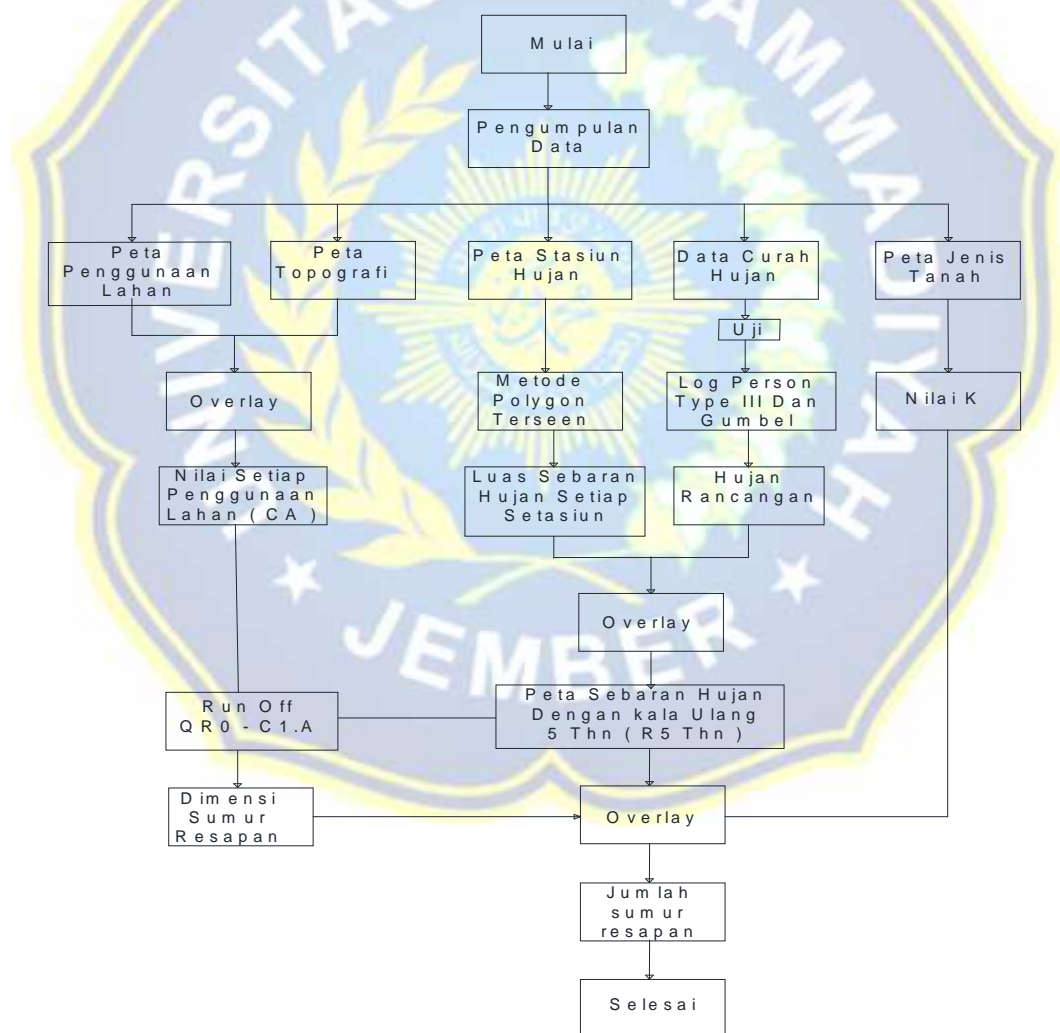 UNIVERSITAS MUHAMMADIYAH
JEMBER
Mulai
Pengumpulan
Data
Peta
Penggunaan
Lahan
Peta
Topografi
Peta Stasiun
Hujan
Data Curah
Hujan
Peta Jenis
Tanah
Uji
Overlay
Metode
Polygon
Terseen
Log Person
Type III Dan
Gumbel
Nilai K
Nilai Setiap
Penggunaan
Lahan ( CA )
Luas Sebaran
Hujan Setiap
Setasiun
Hujan
Rancangan
Overlay
Run Off
QR0 - C1.A
Peta Sebaran Hujan
Dengan kala Ulang
5 Thn ( R5 Thn )
Dimensi
Sumur
Resapan
Overlay
Jumlah
sumur
resapan
Selesai